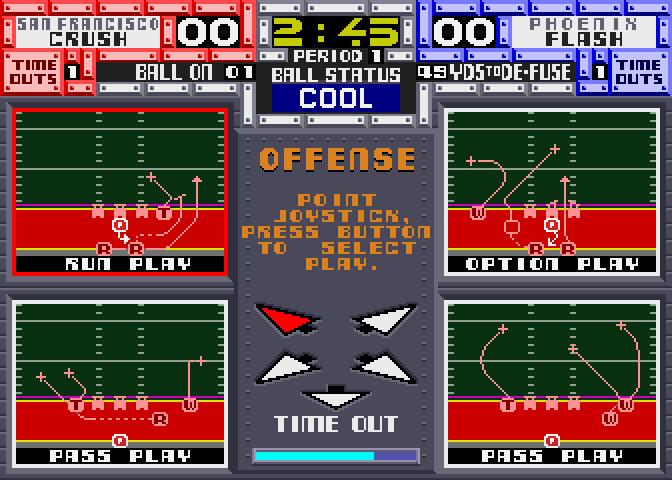 SAN FRANCISCO
CRUSH
00
2:45
00
PHOENIX
FLASH
TIME
OUTS
1
BALL ON 01
PERIOD 1
BALL STATUS
COOL
49 YDS TO DE-FUSE
1
TIME
OUTS
OFFENSE
POINT
JOYSTICK,
PRESS BUTTON
TO SELECT
PLAY.
T
R
R
RUN PLAY
W
R
R
OPTION PLAY
T
W
R
PASS PLAY
T
W
W
PASS PLAY
TIME OUT